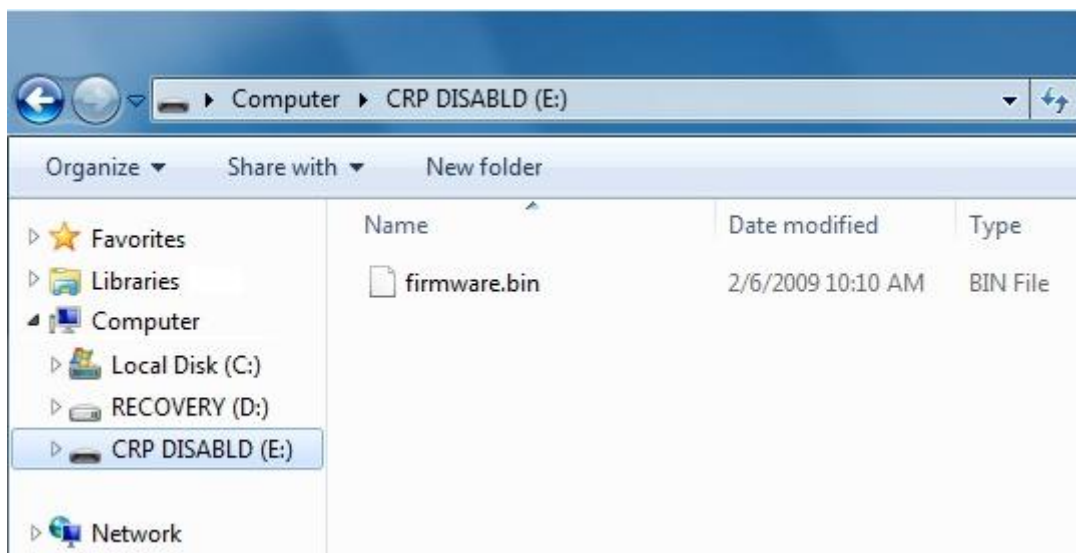 Computer CRP DISABLD (E:)
Organize Share with New folder
Name Date modified Type
firmware.bin 2/6/2009 10:10 AM BIN File
Favorites
Libraries
Computer
Local Disk (C:)
RECOVERY (D:)
CRP DISABLD (E:)
Network